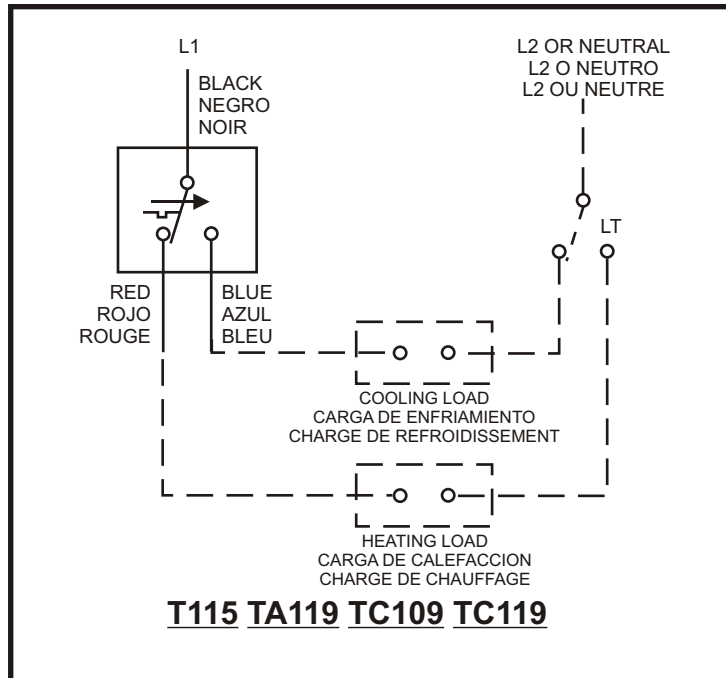 L1
BLACK
NEGRO
NOIR
L2 OR NEUTRAL
L2 O NEUTRO
L2 OU NEUTRE
LT
RED
ROJO
ROUGE
BLUE
AZUL
BLEU
COOLING LOAD
CARGA DE ENFRIAMIENTO
CHARGE DE REFROIDISSEMENT
HEATING LOAD
CARGA DE CALEFACCION
CHARGE DE CHAUFFAGE
T115 TA119 TC109 TC119